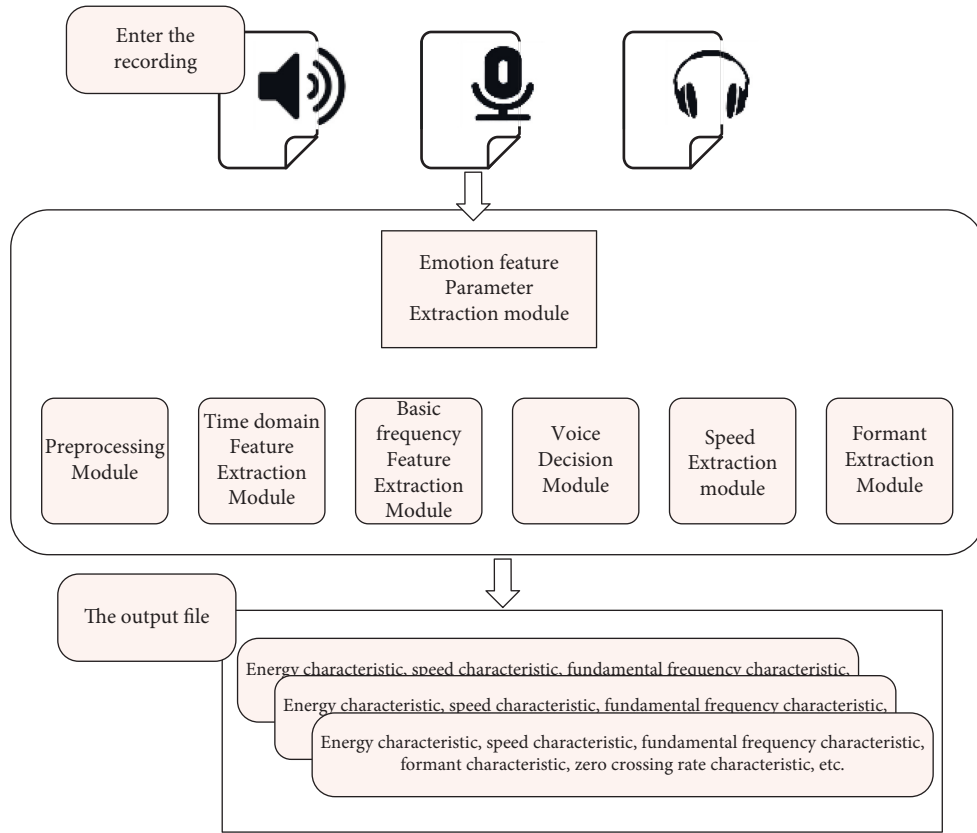 Enter the
recording
Emotion feature
Parameter
Extraction module
Preprocessing
Module
Time domain
Feature
Extraction
Module
Basic
frequency
Feature
Extraction
Module
Voice
Decision
Module
Speed
Extraction
module
Formant
Extraction
Module
The output file
Energy characteristic, speed characteristic, fundamental frequency characteristic,
Energy characteristic, speed characteristic, fundamental frequency characteristic,
Energy characteristic, speed characteristic, fundamental frequency characteristic,
formant characteristic, zero crossing rate characteristic, etc.